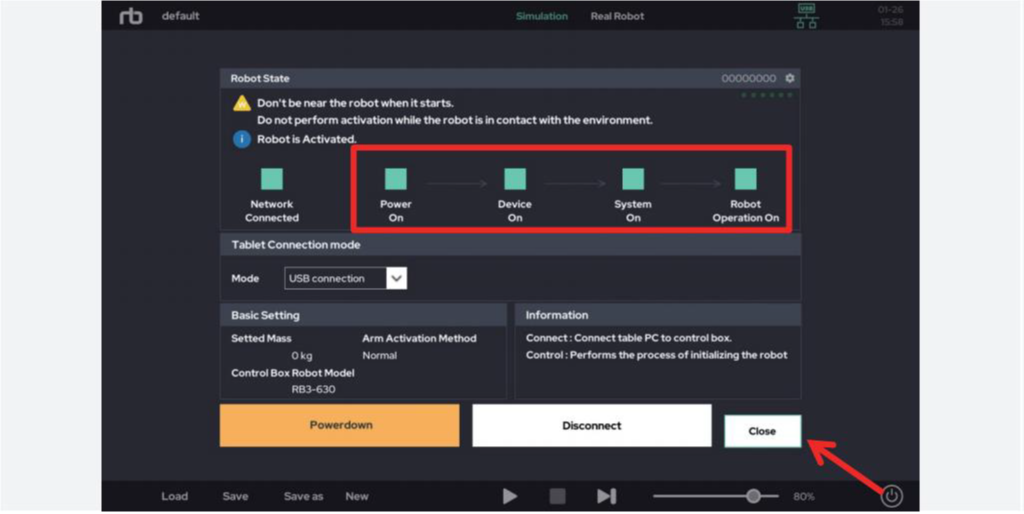 rb default Simulation Real Robot USB 01-26
15:58
Robot State 00000000
Don't be near the robot when it starts.
Do not perform activation while the robot is in contact with the environment.
Robot is Activated.
Network Power Device System Robot
Connected On On On Operation On
Tablet Connection mode
Mode USB connection
Basic Setting Information
Setted Mass Arm Activation Method Connect : Connect table PC to control box.
0 kg Normal Control : Performs the process of initializing the robot
Control Box Robot Model
RB3-630
Powerdown Disconnect Close
Load Save Save as New 80%